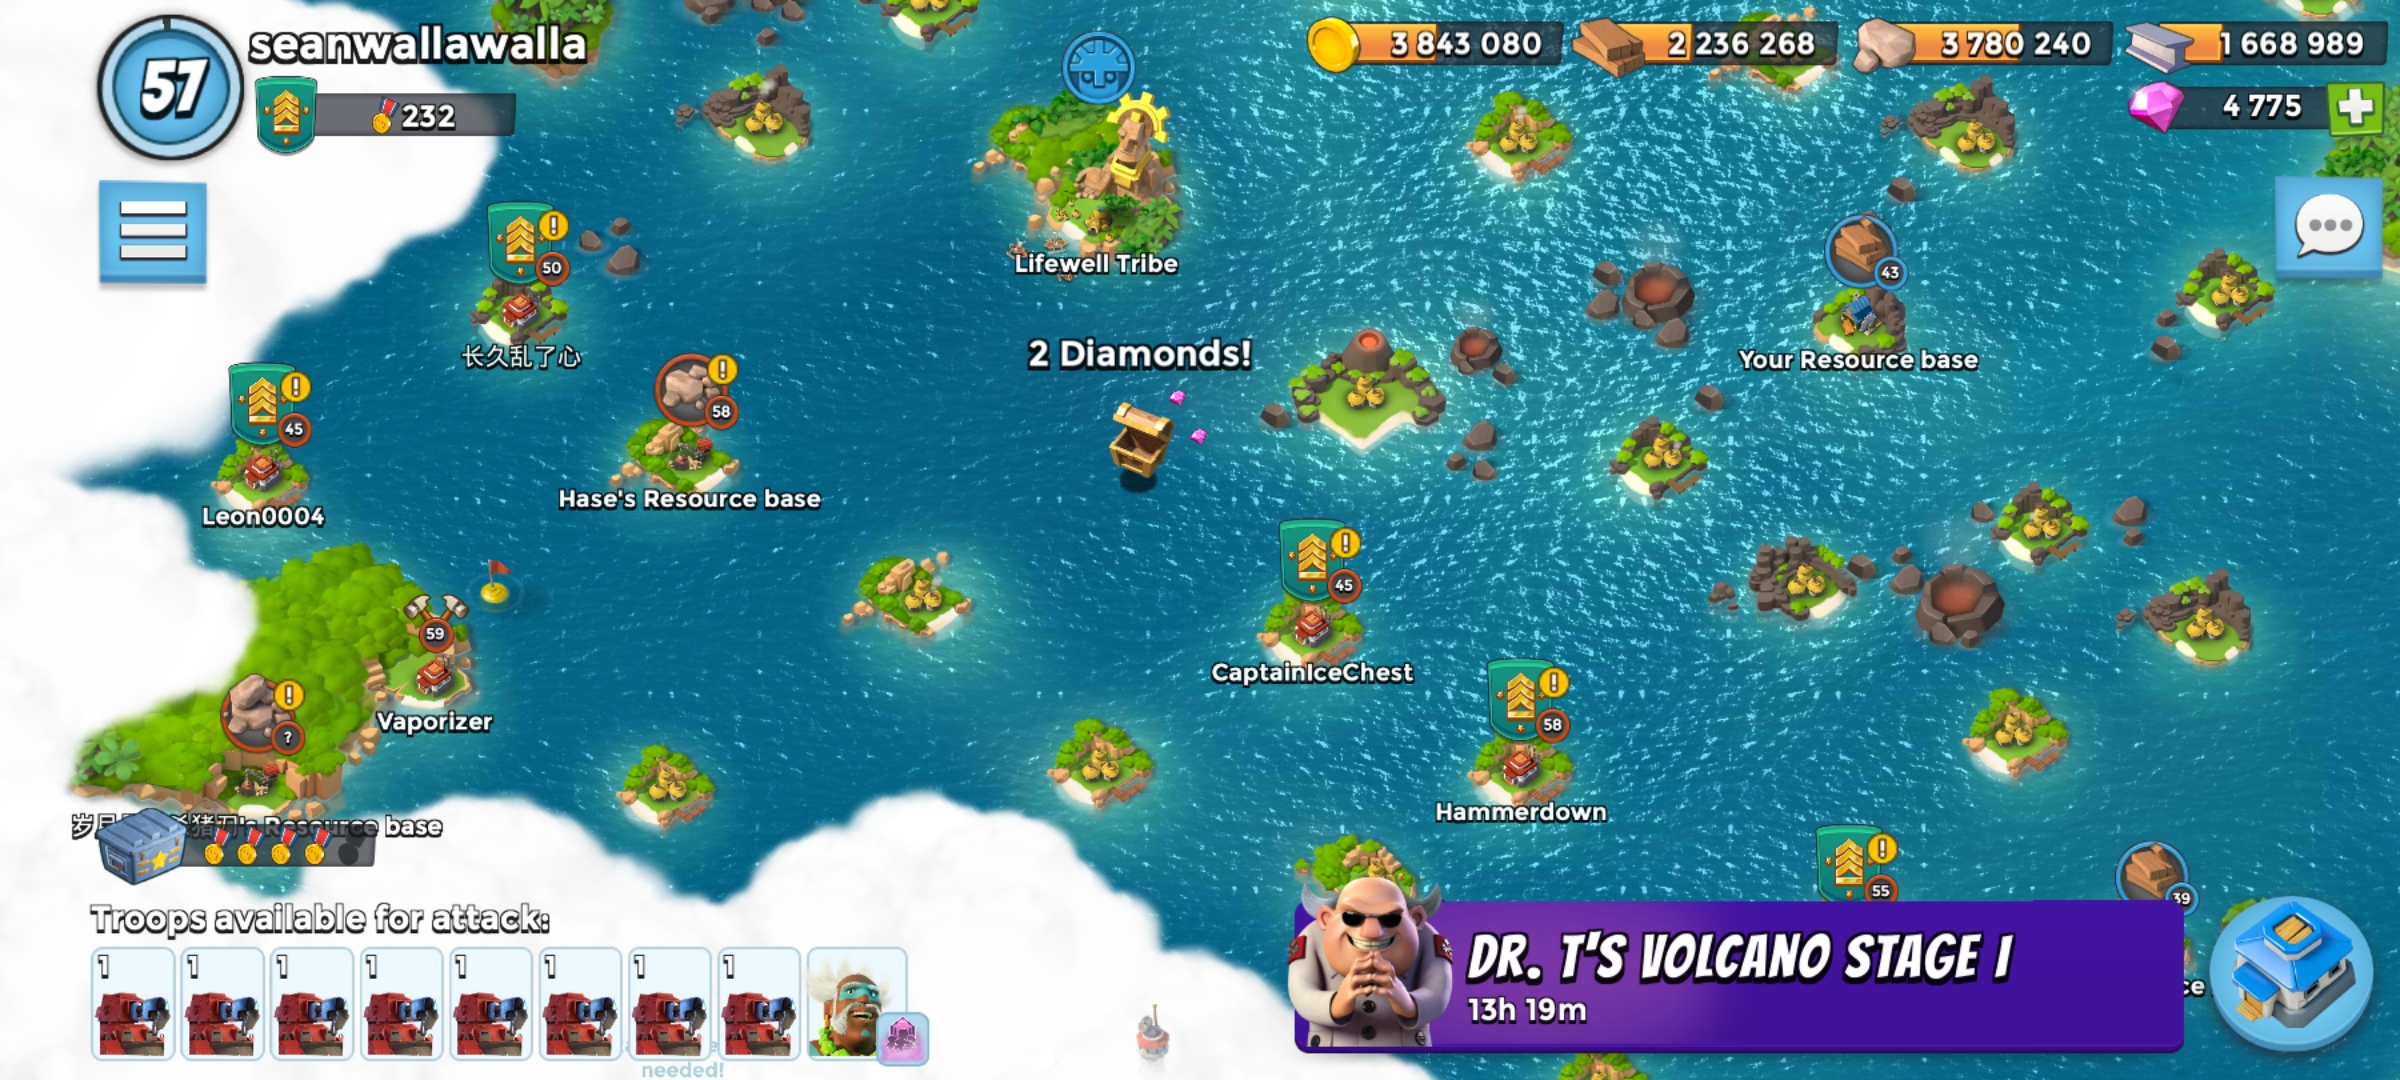 57
seanwallawalla
232
3 843 080
2 236 268
3 780 240
1 668 989
4 775
50
长久乱了心
Lifewell Tribe
43
Your Resource base
2 Diamonds!
45
Leon0004
58
Hase's Resource base
45
CaptainIceChest
59
Vaporizer
?
58
Hammerdown
Resource base
55
39
Troops available for attack:
1 1 1 1 1 1 1 1
needed!
DR. T'S VOLCANO STAGE I
13h 19m
ce